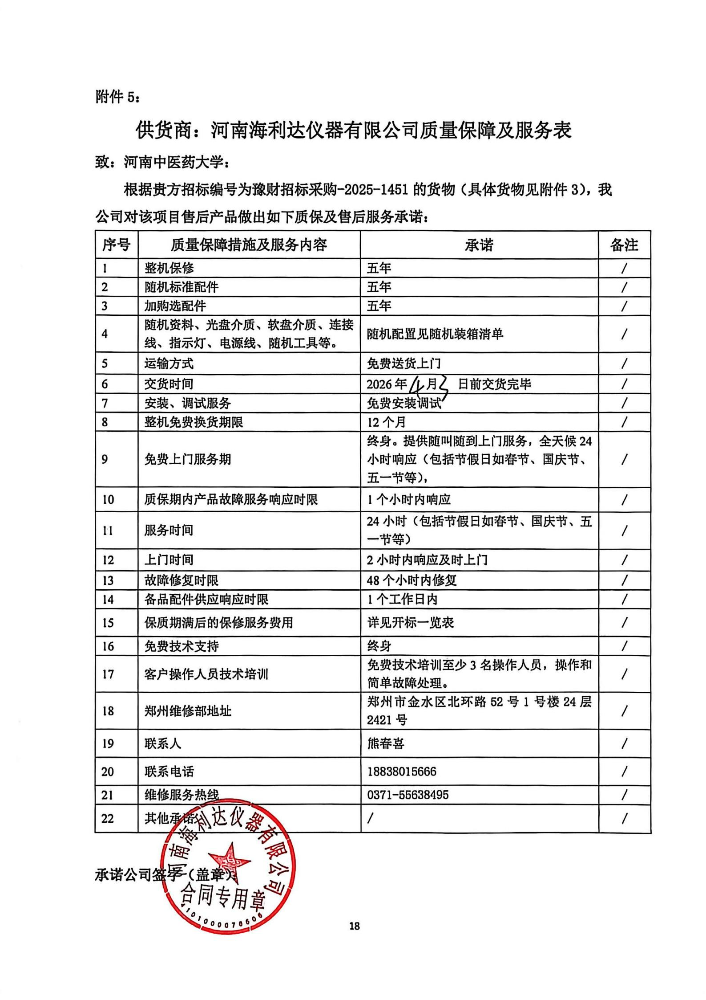 附件 5：
供货商：河南海利达仪器有限公司质量保障及服务表
致：河南中医药大学：
根据贵方招标编号为豫财招标采购-2025-1451 的货物（具体货物见附件 3），我
公司对该项目售后产品做出如下质保及售后服务承诺：
序号 质量保障措施及服务内容 承诺 备注
1 整机保修 五年 /
2 随机标准配件 五年 /
3 加购选配件 五年 /
4 随机资料、光盘介质、软盘介质、连接
线、指示灯、电源线、随机工具等。 随机配置见随机装箱清单 /
5 运输方式 免费送货上门 /
6 交货时间 2026 年 4 月 3 日前交货完毕 /
7 安装、调试服务 免费安装调试 /
8 整机免费换货期限 12 个月 /
9 免费上门服务期 终身。提供随叫随到上门服务，全天候 24
小时响应（包括节假日如春节、国庆节、
五一节等）， /
10 质保期内产品故障服务响应时限 1 个小时内响应 /
11 服务时间 24 小时（包括节假日如春节、国庆节、五
一节等） /
12 上门时间 2 小时内响应及时上门 /
13 故障修复时限 48 个小时内修复 /
14 备品配件供应响应时限 1 个工作日内 /
15 保质期满后的保修服务费用 详见开标一览表 /
16 免费技术支持 终身 /
17 客户操作人员技术培训 免费技术培训至少 3 名操作人员，操作和
简单故障处理。 /
18 郑州维修部地址 郑州市金水区北环路 52 号 1 号楼 24 层
2421 号 /
19 联系人 熊春喜 /
20 联系电话 18838015666 /
21 维修服务热线 0371-55638495 /
22 其他承诺 / /
承诺公司签字（盖章）：
河南海利达仪器有限公司
合同专用章
18